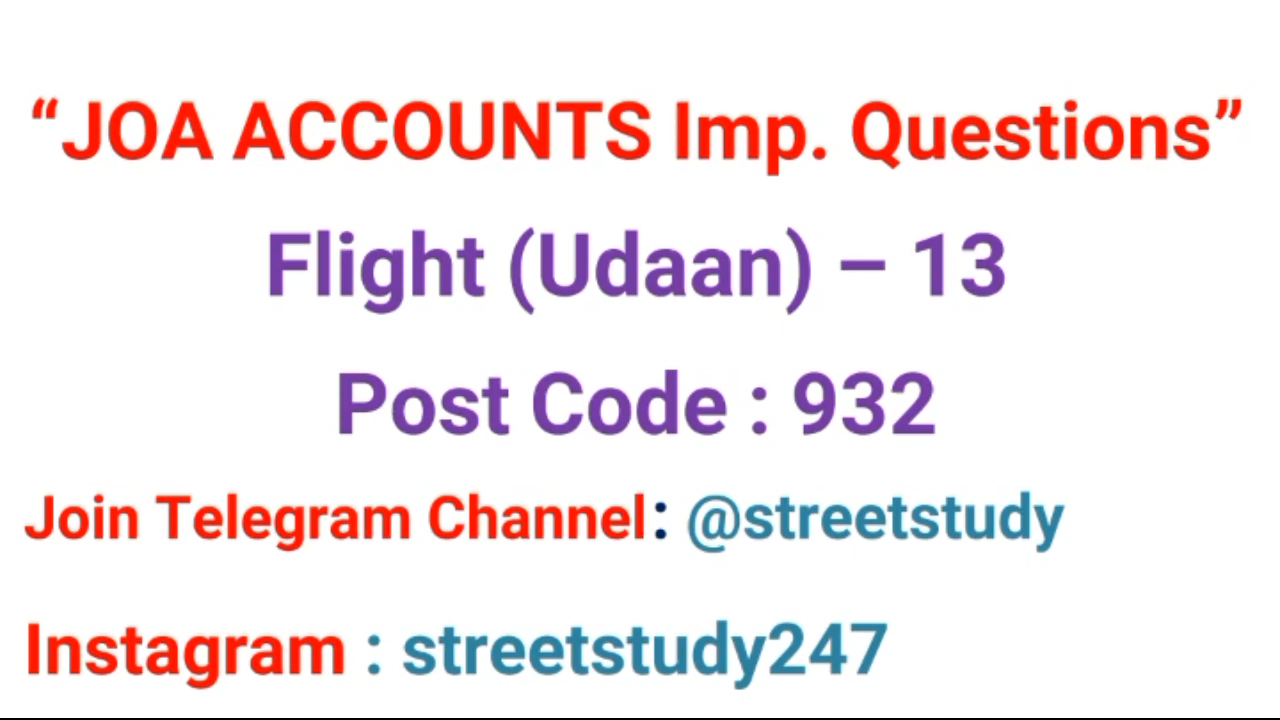 “JOA ACCOUNTS Imp. Questions”
Flight (Udaan) – 13
Post Code : 932
Join Telegram Channel: @streetstudy
Instagram : streetstudy247